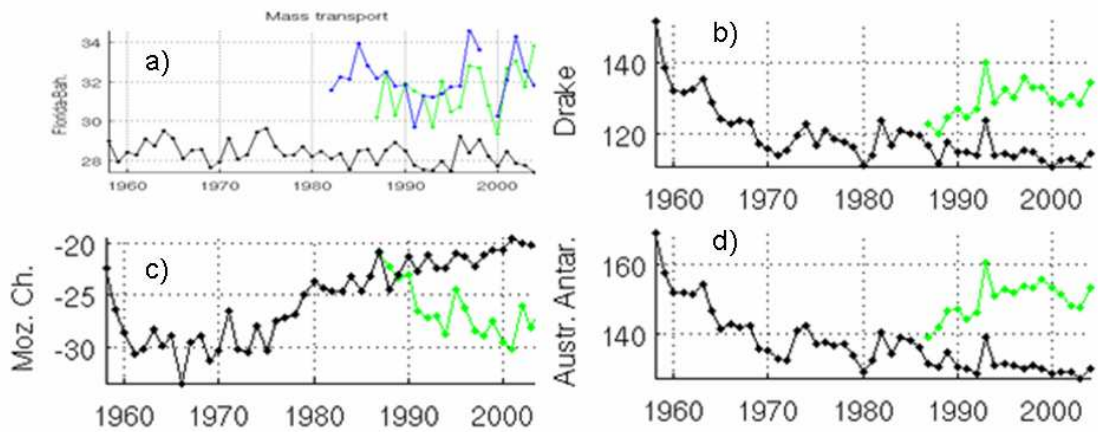 Mass transport
a)
Florida-Bah.
34
32
30
28
1960 1970 1980 1990 2000
b)
Drake
140
120
1960 1970 1980 1990 2000
c)
Moz. Ch.
-20
-25
-30
1960 1970 1980 1990 2000
d)
Austr. Antar.
160
140
1960 1970 1980 1990 2000